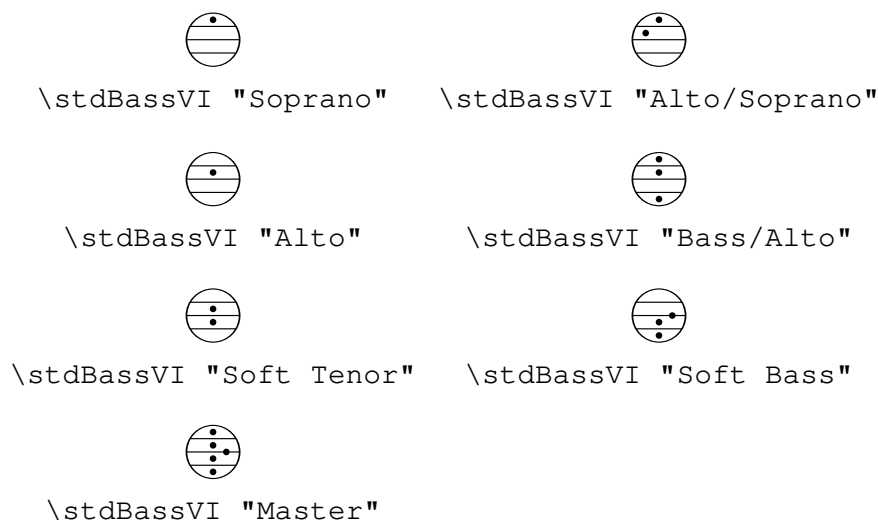 \stdBassVI "Soprano"
\stdBassVI "Alto/Soprano"
\stdBassVI "Alto"
\stdBassVI "Bass/Alto"
\stdBassVI "Soft Tenor"
\stdBassVI "Soft Bass"
\stdBassVI "Master"